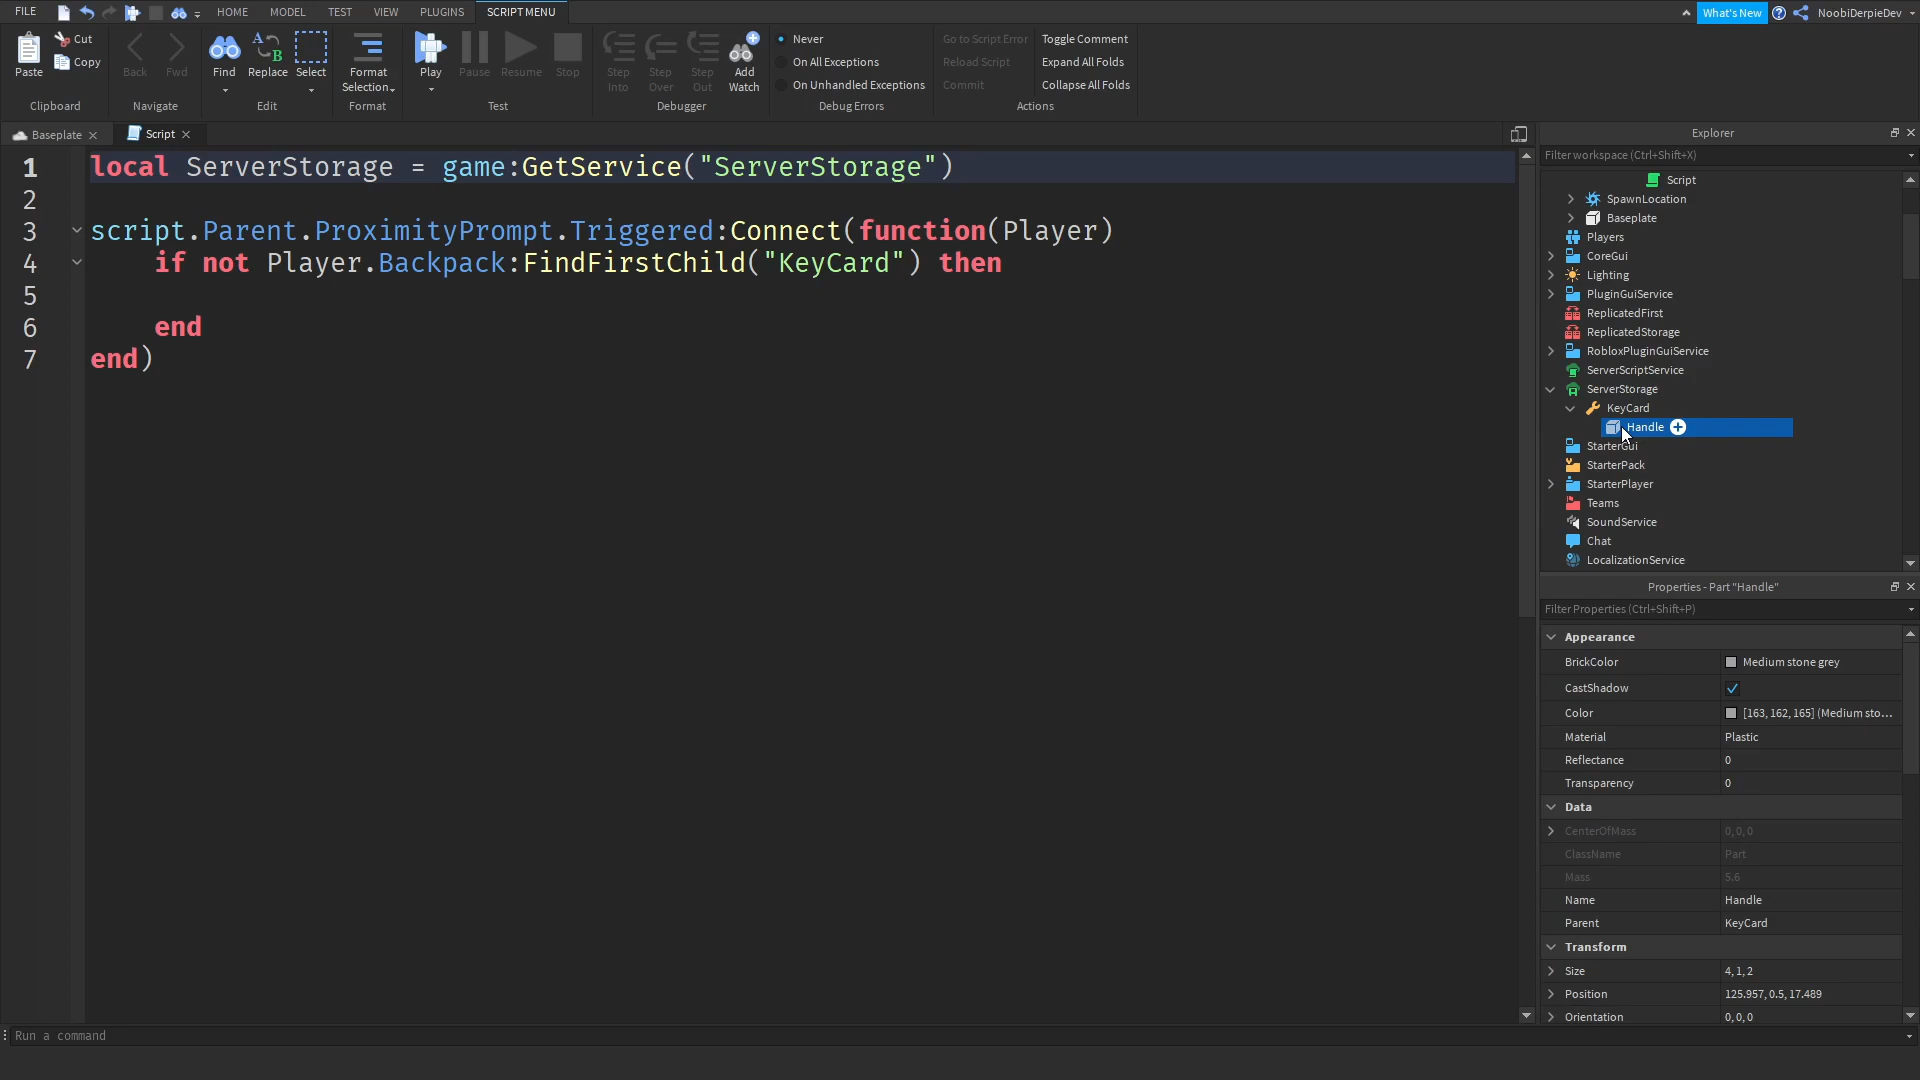 FILE
HOME
MODEL
TEST
VIEW
PLUGINS
SCRIPT MENU
What's New
NoobiDerpieDev
Paste
Cut
Copy
Clipboard
Back
Fwd
Navigate
Find
Replace
Select
Edit
Format
Selection
Format
Play
Pause
Resume
Stop
Test
Step
Into
Step
Over
Step
Out
Add
Watch
Debugger
Never
On All Exceptions
On Unhandled Exceptions
Debug Errors
Go to Script Error
Reload Script
Commit
Toggle Comment
Expand All Folds
Collapse All Folds
Actions
Baseplate
Script
1 local ServerStorage = game:GetService("ServerStorage")
2
3 script.Parent.ProximityPrompt.Triggered:Connect(function(Player)
4 if not Player.Backpack:FindFirstChild("KeyCard") then
5
6 end
7 end)
Explorer
Filter workspace (Ctrl+Shift+X)
Script
SpawnLocation
Baseplate
Players
CoreGui
Lighting
PluginGuiService
ReplicatedFirst
ReplicatedStorage
RobloxPluginGuiService
ServerScriptService
ServerStorage
KeyCard
Handle
StarterGui
StarterPack
StarterPlayer
Teams
SoundService
Chat
LocalizationService
Properties - Part "Handle"
Filter Properties (Ctrl+Shift+P)
Appearance
BrickColor Medium stone grey
CastShadow
Color [163, 162, 165] (Medium sto...
Material Plastic
Reflectance 0
Transparency 0
Data
CenterOfMass 0, 0, 0
ClassName Part
Mass 5.6
Name Handle
Parent KeyCard
Transform
Size 4, 1, 2
Position 125.957, 0.5, 17.489
Orientation 0, 0, 0
Run a command